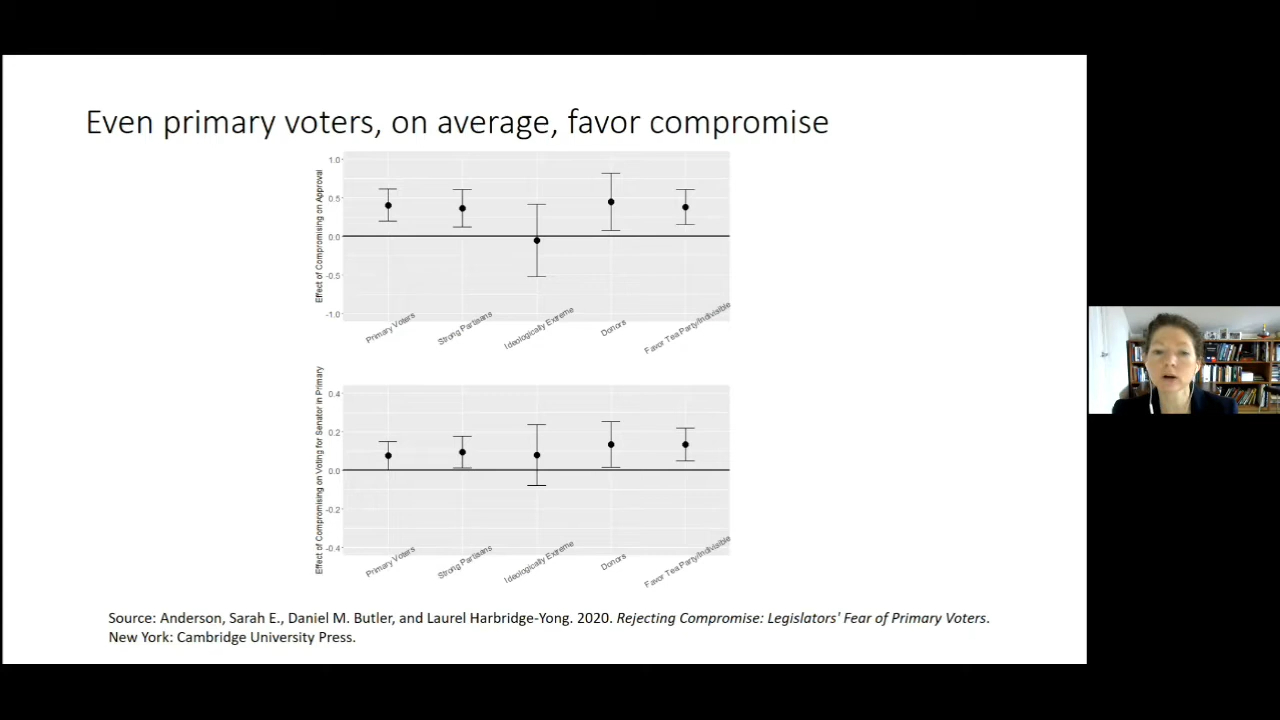 Even primary voters, on average, favor compromise
Effect of Compromising on Approval
1.0
0.5
0.0
-0.5
-1.0
Primary Voters
Strong Partisans
Ideologically Extreme
Donors
Favor Tea Party/Indivisible
Effect of Compromising on Voting for Senator in Primary
0.4
0.2
0.0
-0.2
-0.4
Primary Voters
Strong Partisans
Ideologically Extreme
Donors
Favor Tea Party/Indivisible
Source: Anderson, Sarah E., Daniel M. Butler, and Laurel Harbridge-Yong. 2020. Rejecting Compromise: Legislators' Fear of Primary Voters.
New York: Cambridge University Press.